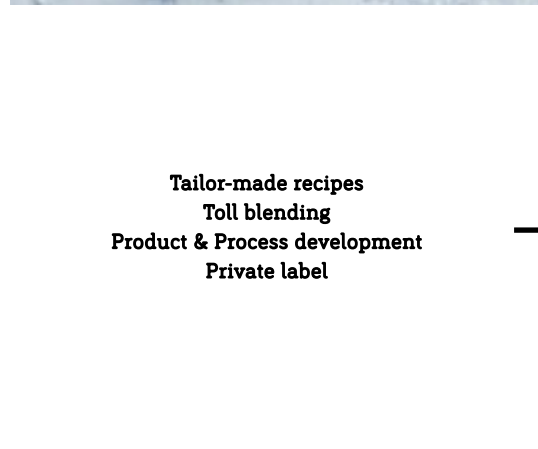 Tailor-made recipes
Toll blending
Product & Process development
Private label